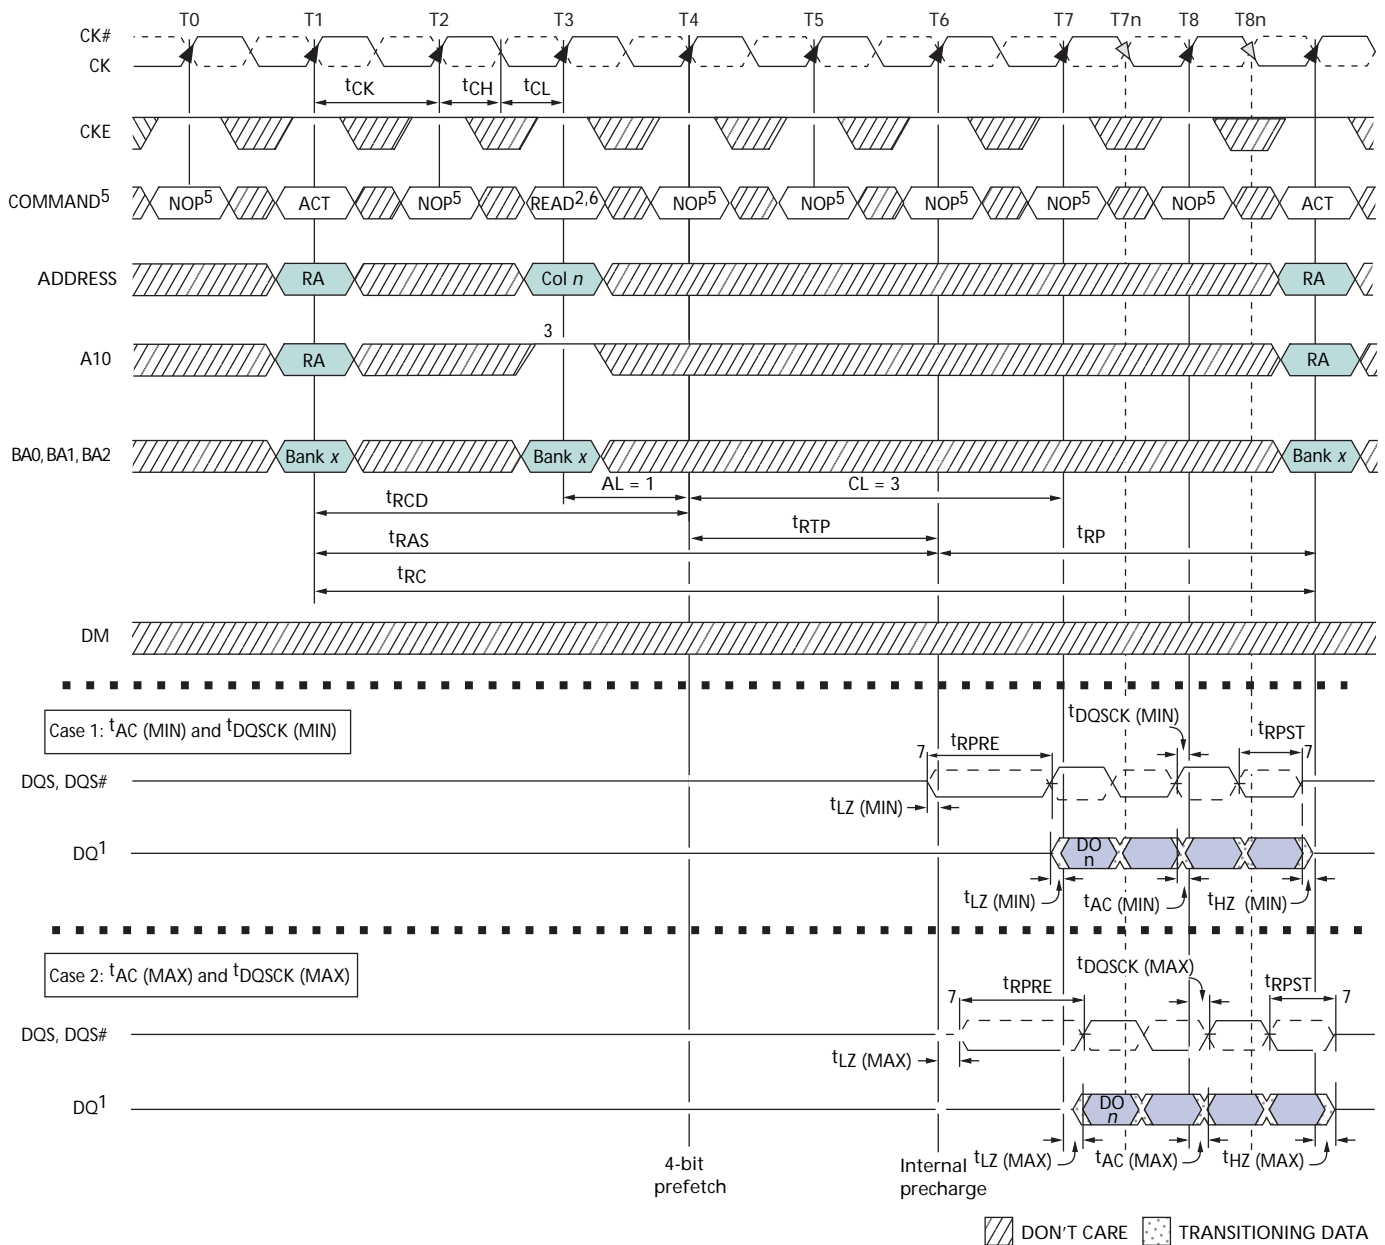 T0 T1 T2 T3 T4 T5 T6 T7 T7n T8 T8n
CK#
CK
tCK tCH tCL
CKE
COMMAND5 NOP5 ACT NOP5 READ2,6 NOP5 NOP5 NOP5 NOP5 NOP5 ACT
ADDRESS RA Col n RA
3
A10 RA RA
BA0, BA1, BA2 Bank x Bank x Bank x
AL = 1 CL = 3
tRCD
tRTP
tRAS tRP
tRC
DM
Case 1: tAC (MIN) and tDQSCK (MIN)
tDQSCK (MIN)
7 tRPRE tRPST 7
DQS, DQS#
tLZ (MIN)
DQ1 DO
n
tLZ (MIN) tAC (MIN) tHZ (MIN)
Case 2: tAC (MAX) and tDQSCK (MAX)
tDQSCK (MAX)
7 tRPRE tRPST 7
DQS, DQS#
tLZ (MAX)
DQ1 DO
n
tLZ (MAX) tAC (MAX) tHZ (MAX)
4-bit
prefetch
Internal
precharge
DON'T CARE TRANSITIONING DATA